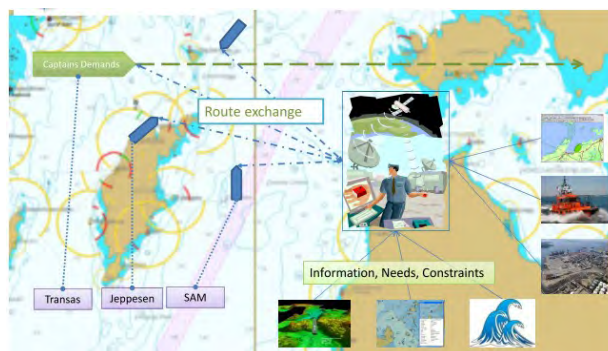 Captains Demands
Route exchange
Information, Needs, Constraints
Transas
Jeppesen
SAM